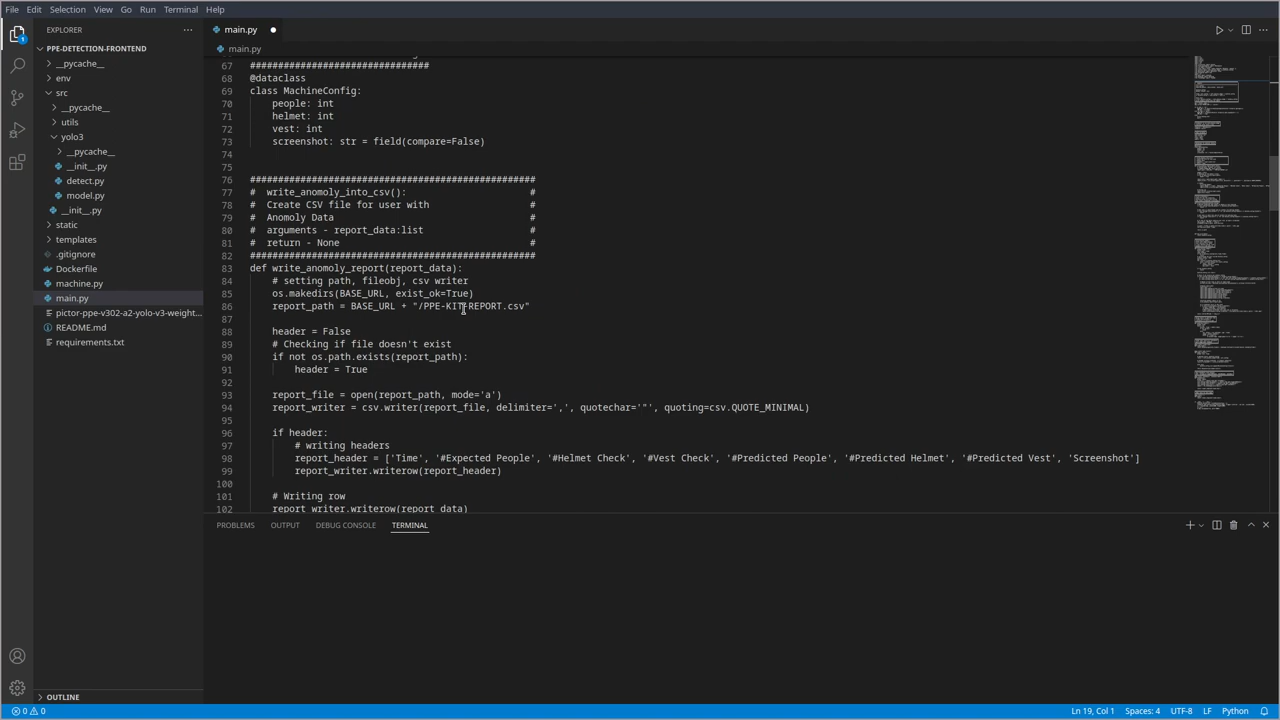 File Edit Selection View Go Run Terminal Help
EXPLORER
PPE-DETECTION-FRONTEND
__pycache__
env
src
__pycache__
utils
yolo3
__pycache__
__init__.py
detect.py
model.py
__init__.py
static
templates
.gitignore
Dockerfile
machine.py
main.py
pictor-ppe-v302-a2-yolo-v3-weight...
README.md
requirements.txt
OUTLINE
main.py
main.py
67 ################################
68 @dataclass
69 class MachineConfig:
70 people: int
71 helmet: int
72 vest: int
73 screenshot: str = field(compare=False)
74
75
76 ###################################################
77 # write_anomoly_into_csv(): #
78 # Create CSV file for user with #
79 # Anomoly Data #
80 # arguments - report_data:list #
81 # return - None #
82 ###################################################
83 def write_anomoly_report(report_data):
84 # setting path, fileobj, csv writer
85 os.makedirs(BASE_URL, exist_ok=True)
86 report_path = BASE_URL + "/PPE-KIT-REPORT.csv"
87
88 header = False
89 # Checking if file doesn't exist
90 if not os.path.exists(report_path):
91 header = True
92
93 report_file = open(report_path, mode='a')
94 report_writer = csv.writer(report_file, delimiter=',', quotechar='"', quoting=csv.QUOTE_MINIMAL)
95
96 if header:
97 # writing headers
98 report_header = ['Time', '#Expected People', '#Helmet Check', '#Vest Check', '#Predicted People', '#Predicted Helmet', '#Predicted Vest', 'Screenshot']
99 report_writer.writerow(report_header)
100
101 # Writing row
102 report_writer.writerow(report_data)
PROBLEMS OUTPUT DEBUG CONSOLE TERMINAL
0 0
Ln 19, Col 1 Spaces: 4 UTF-8 LF Python